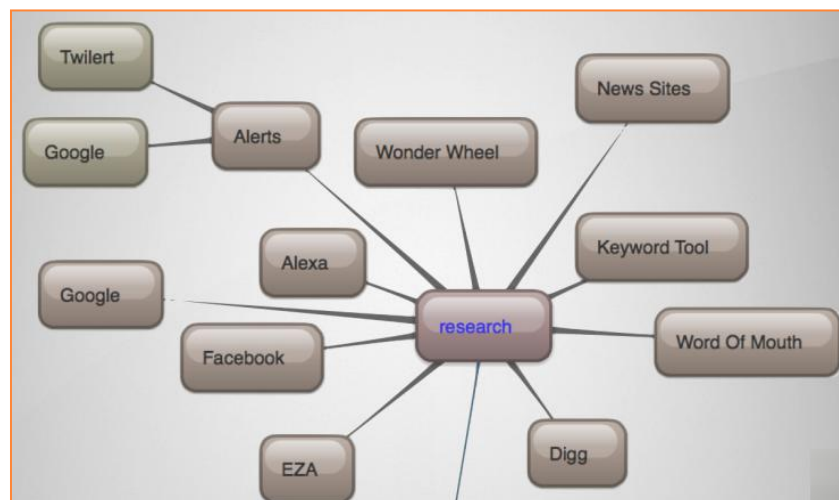 Twilert
News Sites
Alerts
Google
Wonder Wheel
Keyword Tool
Alexa
Google
research
Word Of Mouth
Facebook
Digg
EZA